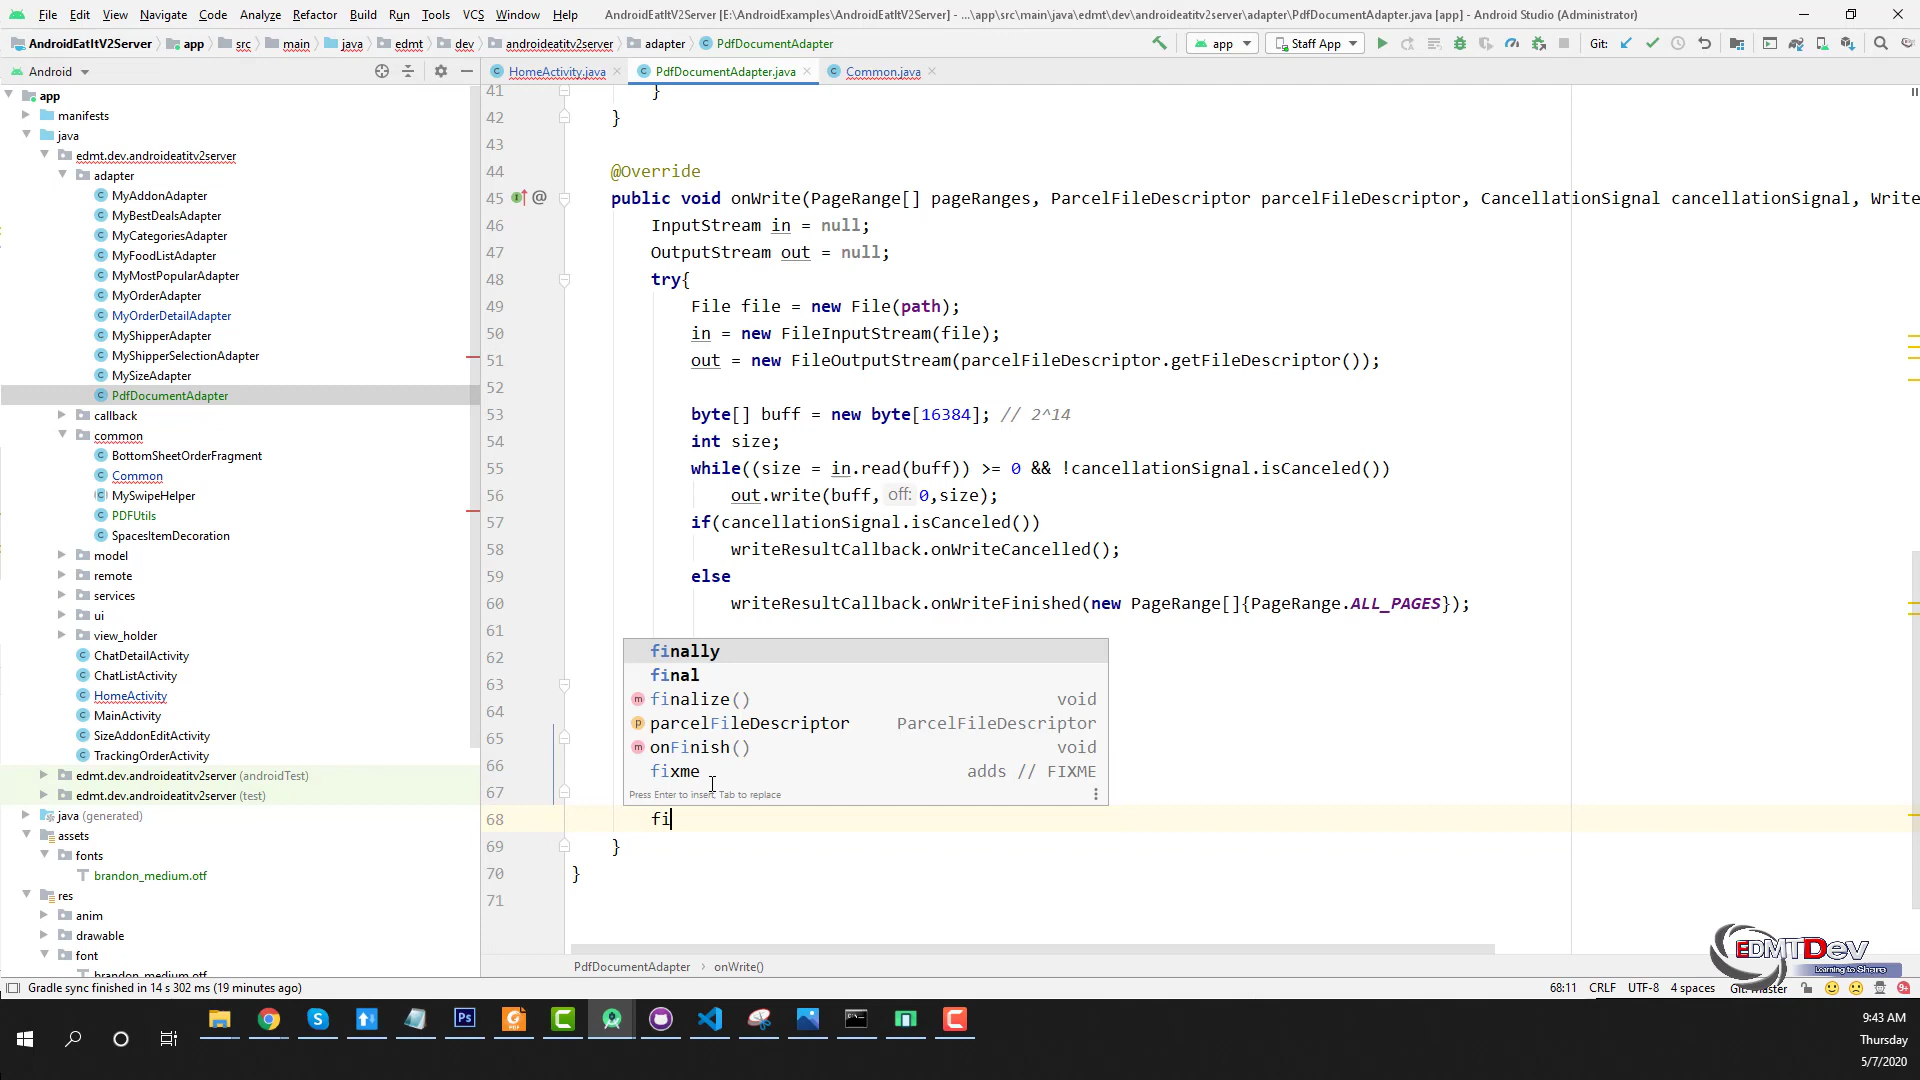 File Edit View Navigate Code Analyze Refactor Build Run Tools VCS Window Help AndroidEatItV2Server [E:\AndroidExamples\AndroidEatItV2Server] - ...\app\src\main\java\edmt\dev\androideatitv2server\adapter\PdfDocumentAdapter.java [app] - Android Studio (Administrator)
AndroidEatItV2Server app src main java edmt dev androideatitv2server adapter PdfDocumentAdapter app Staff App Git:
Android HomeActivity.java PdfDocumentAdapter.java Common.java
app
manifests
java
edmt.dev.androideatitv2server
adapter
MyAddonAdapter
MyBestDealsAdapter
MyCategoriesAdapter
MyFoodListAdapter
MyMostPopularAdapter
MyOrderAdapter
MyOrderDetailAdapter
MyShipperAdapter
MyShipperSelectionAdapter
MySizeAdapter
PdfDocumentAdapter
callback
common
BottomSheetOrderFragment
Common
MySwipeHelper
PDFUtils
SpacesItemDecoration
model
remote
services
ui
view_holder
ChatDetailActivity
ChatListActivity
HomeActivity
MainActivity
SizeAddonEditActivity
TrackingOrderActivity
edmt.dev.androideatitv2server (androidTest)
edmt.dev.androideatitv2server (test)
java (generated)
assets
fonts
brandon_medium.otf
res
anim
drawable
font
brandon_medium.otf
41 }
42 }
43
44 @Override
45 public void onWrite(PageRange[] pageRanges, ParcelFileDescriptor parcelFileDescriptor, CancellationSignal cancellationSignal, Write
46 InputStream in = null;
47 OutputStream out = null;
48 try{
49 File file = new File(path);
50 in = new FileInputStream(file);
51 out = new FileOutputStream(parcelFileDescriptor.getFileDescriptor());
52
53 byte[] buff = new byte[16384]; // 2^14
54 int size;
55 while((size = in.read(buff)) >= 0 && !cancellationSignal.isCanceled())
56 out.write(buff, off: 0,size);
57 if(cancellationSignal.isCanceled())
58 writeResultCallback.onWriteCancelled();
59 else
60 writeResultCallback.onWriteFinished(new PageRange[]{PageRange.ALL_PAGES});
61
62
63
64
65
66
67
68 fi
69 }
70 }
71
finally
final
finalize() void
parcelFileDescriptor ParcelFileDescriptor
onFinish() void
fixme adds // FIXME
Press Enter to insert, Tab to replace
PdfDocumentAdapter onWrite()
EDMTDev
Learning to Share
Gradle sync finished in 14 s 302 ms (19 minutes ago) 68:11 CRLF UTF-8 4 spaces Git: master
9:43 AM
Thursday
5/7/2020